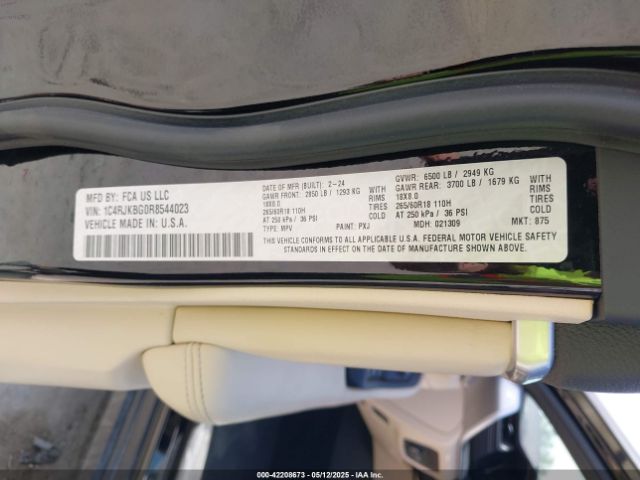 MFD BY: FCA US LLC
VIN: 1C4RJKBG0R8544023
VEHICLE MADE IN: U.S.A.
DATE OF MFR (BUILT): 2-24
GAWR FRONT: 2850 LB / 1293 KG
18X8.0 RIMS
265/60R18 110H TIRES
AT 250 kPa / 36 PSI COLD
TYPE: MPV PAINT: PXJ
GVWR: 6500 LB / 2949 KG
GAWR REAR: 3700 LB / 1679 KG
18X8.0 RIMS
265/60R18 110H TIRES
AT 250 kPa / 36 PSI COLD
MDH: 021309 MKT: 875
THIS VEHICLE CONFORMS TO ALL APPLICABLE U.S.A. FEDERAL MOTOR VEHICLE SAFETY
STANDARDS IN EFFECT ON THE DATE OF MANUFACTURE SHOWN ABOVE.
000-42208673 - 05/12/2025 - IAAI.COM